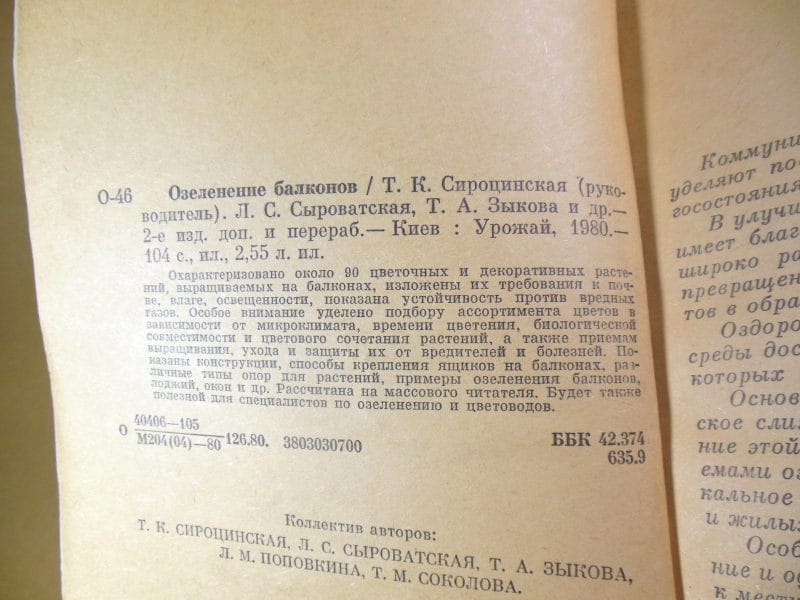 О-46 Озеленение балконов / Т. К. Сироцинская (руко-
водитель). Л. С. Сыроватская, Т. А. Зыкова и др.—
2-е изд. доп. и перераб.— Киев : Урожай, 1980.—
104 с., ил., 2,55 л. ил.
Охарактеризовано около 90 цветочных и декоративных расте-
ний, выращиваемых на балконах, изложены их требования к поч-
ве, влаге, освещенности, показана устойчивость против вредных
газов. Особое внимание уделено подбору ассортимента цветов в
зависимости от микроклимата, времени цветения, биологической
совместимости и цветового сочетания растений, а также приемам
выращивания, ухода и защиты их от вредителей и болезней. По-
казаны конструкции, способы крепления ящиков на балконах, раз-
личные типы опор для растений, примеры озеленения балконов,
лоджий, окон и др. Рассчитана на массового читателя. Будет также
полезной для специалистов по озеленению и цветоводов.
40406—105
О М204(04)—80 126.80. 3803030700
ББК 42.374
635.9
Коллектив авторов:
Т. К. СИРОЦИНСКАЯ, Л. С. СЫРОВАТСКАЯ, Т. А. ЗЫКОВА,
Л. М. ПОПОВКИНА, Т. М. СОКОЛОВА.
Коммуни
уделяют по
госостояния
В улучш
имеет благ
широко ра
превращен
тов в обра
Оздоро
среды дос
которых
Основ
ское сли
ние этой
емами оз
кальное
и жилы
Особ
ние и об
к мести